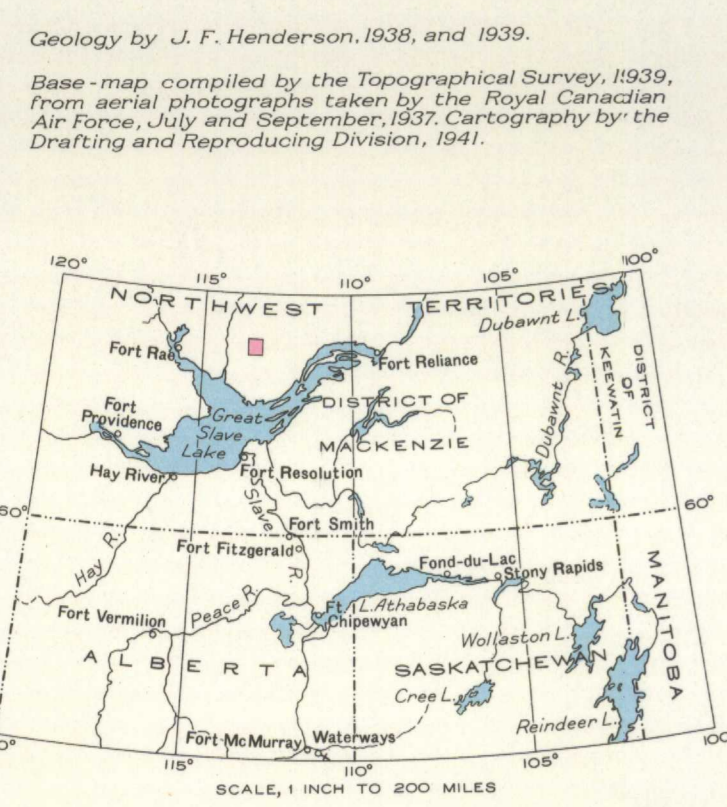 Geology by J. F. Henderson, 1938, and 1939.
Base-map compiled by the Topographical Survey, 1939,
from aerial photographs taken by the Royal Canadian
Air Force, July and September, 1937. Cartography by the
Drafting and Reproducing Division, 1941.
120°
115°
110°
105°
100°
NORTHWEST TERRITORIES
Dubawnt L.
Fort Rae
Fort Reliance
DISTRICT OF
KEEWATIN
DISTRICT OF
MACKENZIE
Dubawnt R.
Fort
Providence
Great
Slave
Lake
Hay River
Fort Resolution
Slave R.
60°
60°
Fort Smith
Hay R.
Fort Fitzgerald
Fond-du-Lac
Stony Rapids
MANITOBA
Fort Vermilion
Peace R.
Ft.
Chipewyan
L. Athabaska
Wollaston L.
ALBERTA
SASKATCHEWAN
Cree L.
Reindeer L.
Fort McMurray
Waterways
115°
110°
105°
SCALE, 1 INCH TO 200 MILES